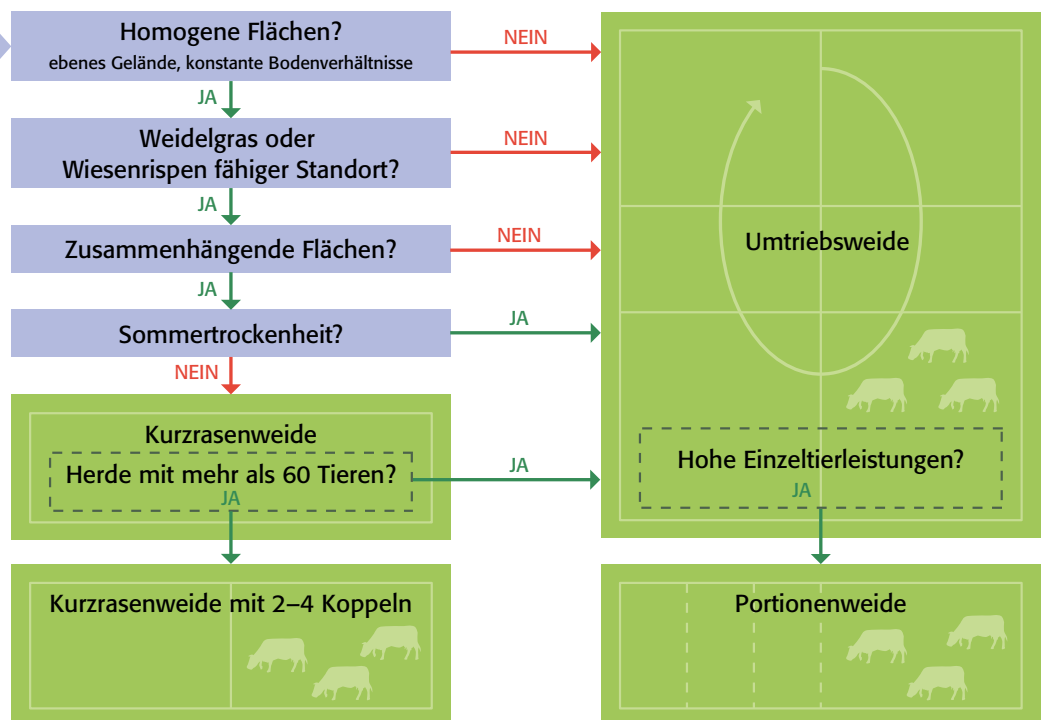 Homogene Flächen?
ebenes Gelände, konstante Bodenverhältnisse
NEIN
JA
Weidelgras oder
Wiesenrispen fähiger Standort?
NEIN
JA
Zusammenhängende Flächen?
NEIN
JA
Sommertrockenheit?
JA
NEIN
Umtriebsweide
Kurzrasenweide
Herde mit mehr als 60 Tieren?
JA
JA
Hohe Einzeltierleistungen?
JA
Kurzrasenweide mit 2–4 Koppeln
Portionenweide